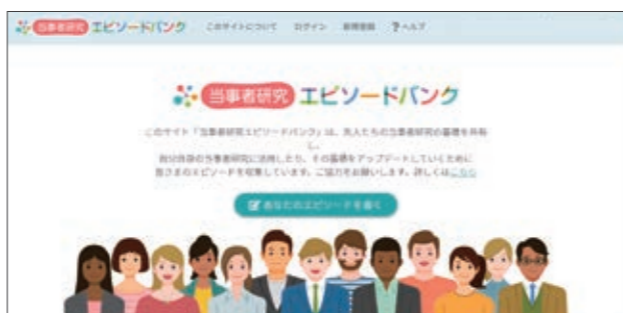 当事者研究 エピソードバンク このサイトについて ログイン 新規登録 ? ヘルプ
当事者研究 エピソードバンク
このサイト「当事者研究エピソードバンク」は、先人たちの当事者研究の蓄積を共有
し、
自分自身の当事者研究に活用したり、その蓄積をアップデートしていくために
皆さまのエピソードを収集しています。ご協力をお願いします。詳しくはこちら
あなたのエピソードを書く